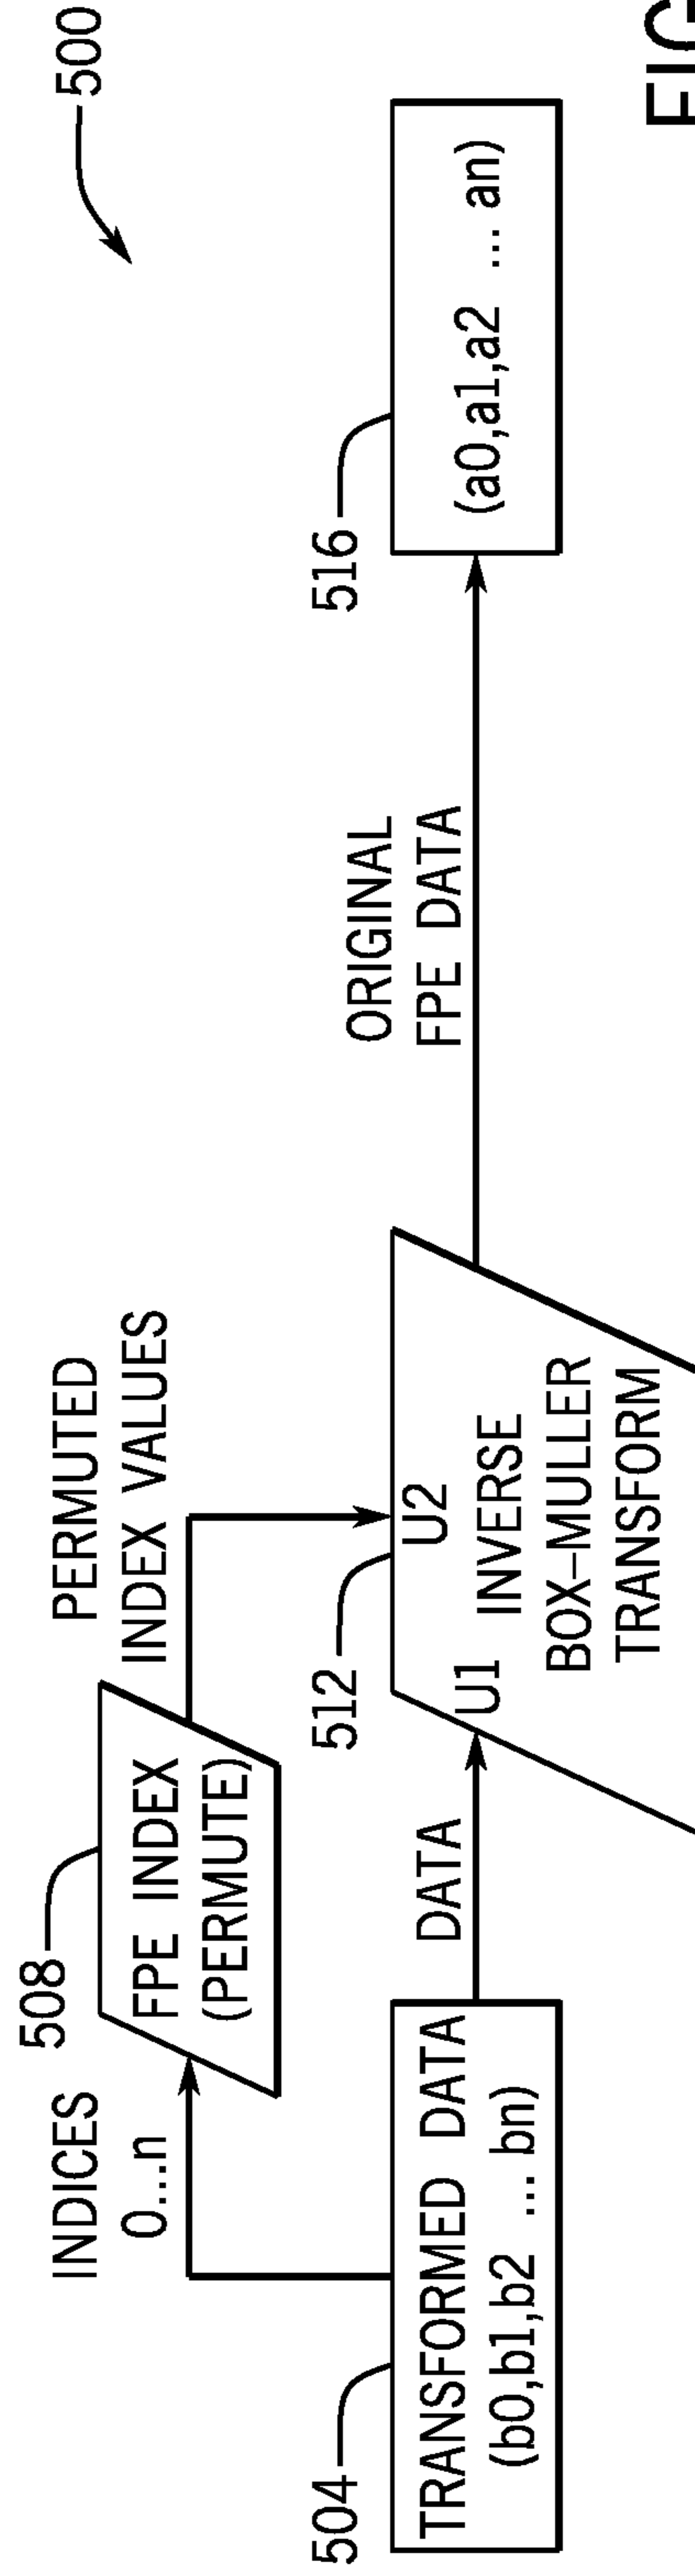 500
508
INDICES
0...n
FPE INDEX
(PERMUTE)
PERMUTED
INDEX VALUES
504
TRANSFORMED DATA
(b0,b1,b2 ... bn)
DATA
512
U1
U2
INVERSE
BOX–MULLER
TRANSFORM
ORIGINAL
FPE DATA
516
(a0,a1,a2 ... an)